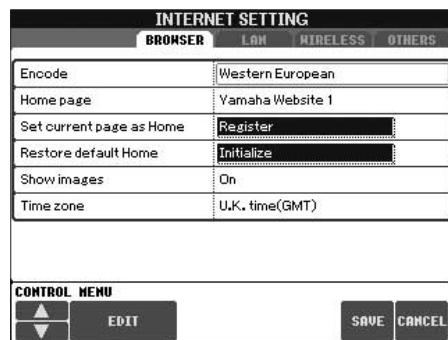 INTERNET SETTING
BROWSER LAN WIRELESS OTHERS
Encode Western European
Home page Yamaha Website 1
Set current page as Home Register
Restore default Home Initialize
Show images On
Time zone U.K. time(GMT)
CONTROL MENU
EDIT SAVE CANCEL